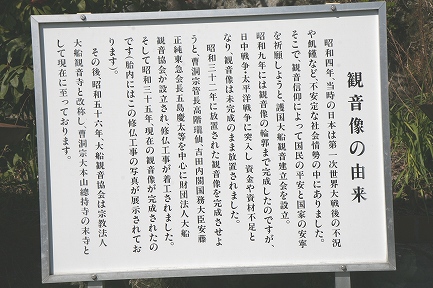 観音像の由来
昭和四年、当時の日本は第一次世界大戦後の不況
や飢饉など、不安定な社会情勢の中にありました。
そこで、観音信仰によって国民の平安と国家の安寧
を祈願しようと、護国大船観音建立会を設立。
昭和九年には観音像の輪郭まで完成したのですが、
日中戦争・太平洋戦争に突入し、資金や資材不足と
なり、観音像は未完成のまま放置されました。
昭和三十二年に放置された観音像を完成させよ
うと、曹洞宗管長高階瓏仙、吉田内閣国務大臣安藤
正純、東急会長五島慶太等を中心に財団法人大船
観音協会が設立され、修仏工事が着工されました。
そして昭和三十五年、現在の観音像が完成されたの
です（胎内にはこの修仏工事の写真が展示されてお
ります）。
その後昭和五十六年、大船観音協会は宗教法人
大船観音寺と改称し、曹洞宗大本山總持寺の末寺と
して現在に至っております。